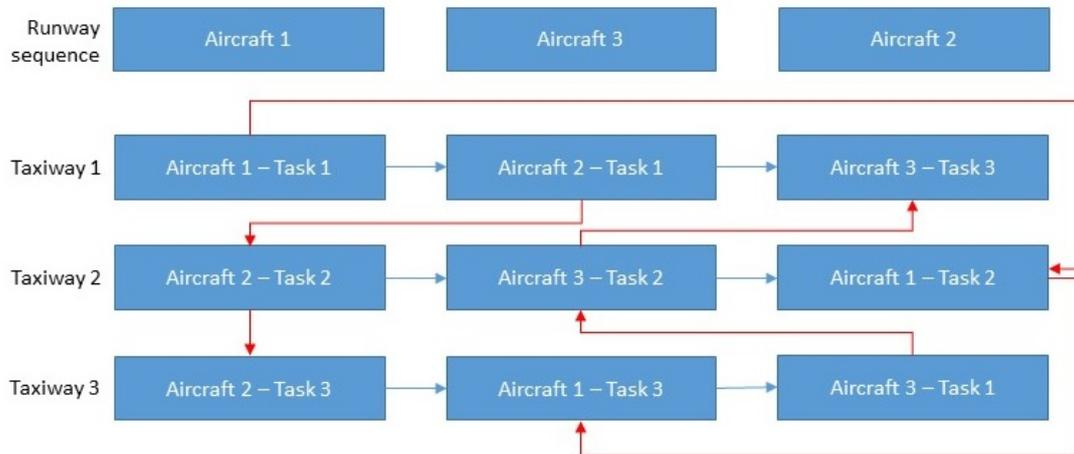 Runway
sequence
Aircraft 1
Aircraft 3
Aircraft 2
Taxiway 1
Aircraft 1 – Task 1
Aircraft 2 – Task 1
Aircraft 3 – Task 3
Taxiway 2
Aircraft 2 – Task 2
Aircraft 3 – Task 2
Aircraft 1 – Task 2
Taxiway 3
Aircraft 2 – Task 3
Aircraft 1 – Task 3
Aircraft 3 – Task 1